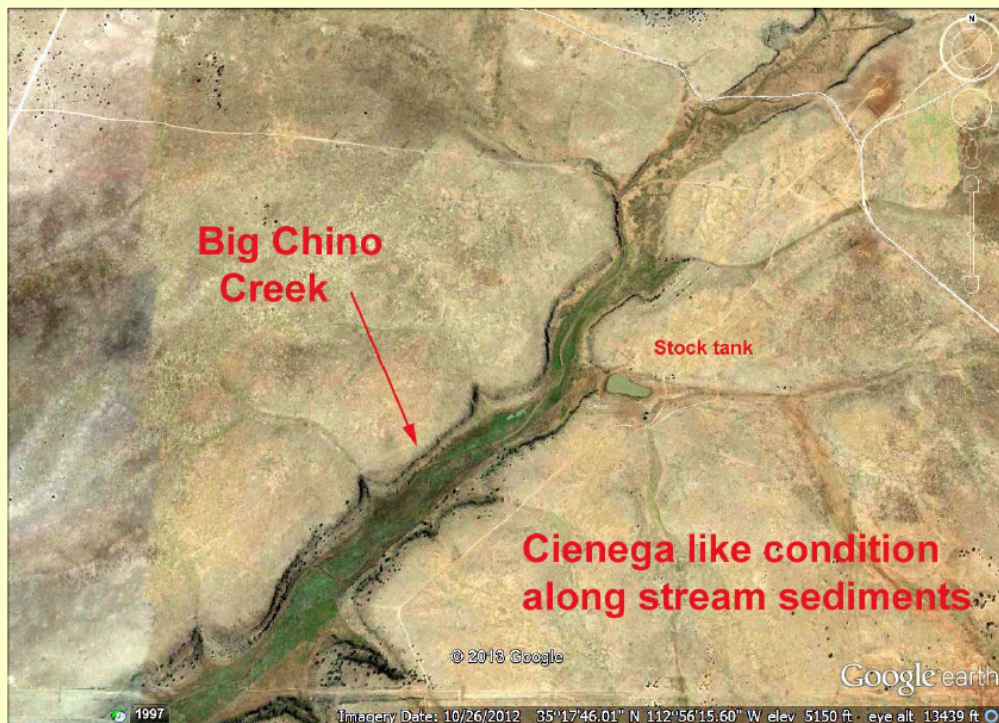 N
Big Chino
Creek
Stock tank
Cienega like condition
along stream sediments
© 2013 Google
Google earth
1997
Imagery Date: 10/26/2012 35°17'46.01" N 112°56'15.60" W elev 5150 ft eye alt 13439 ft